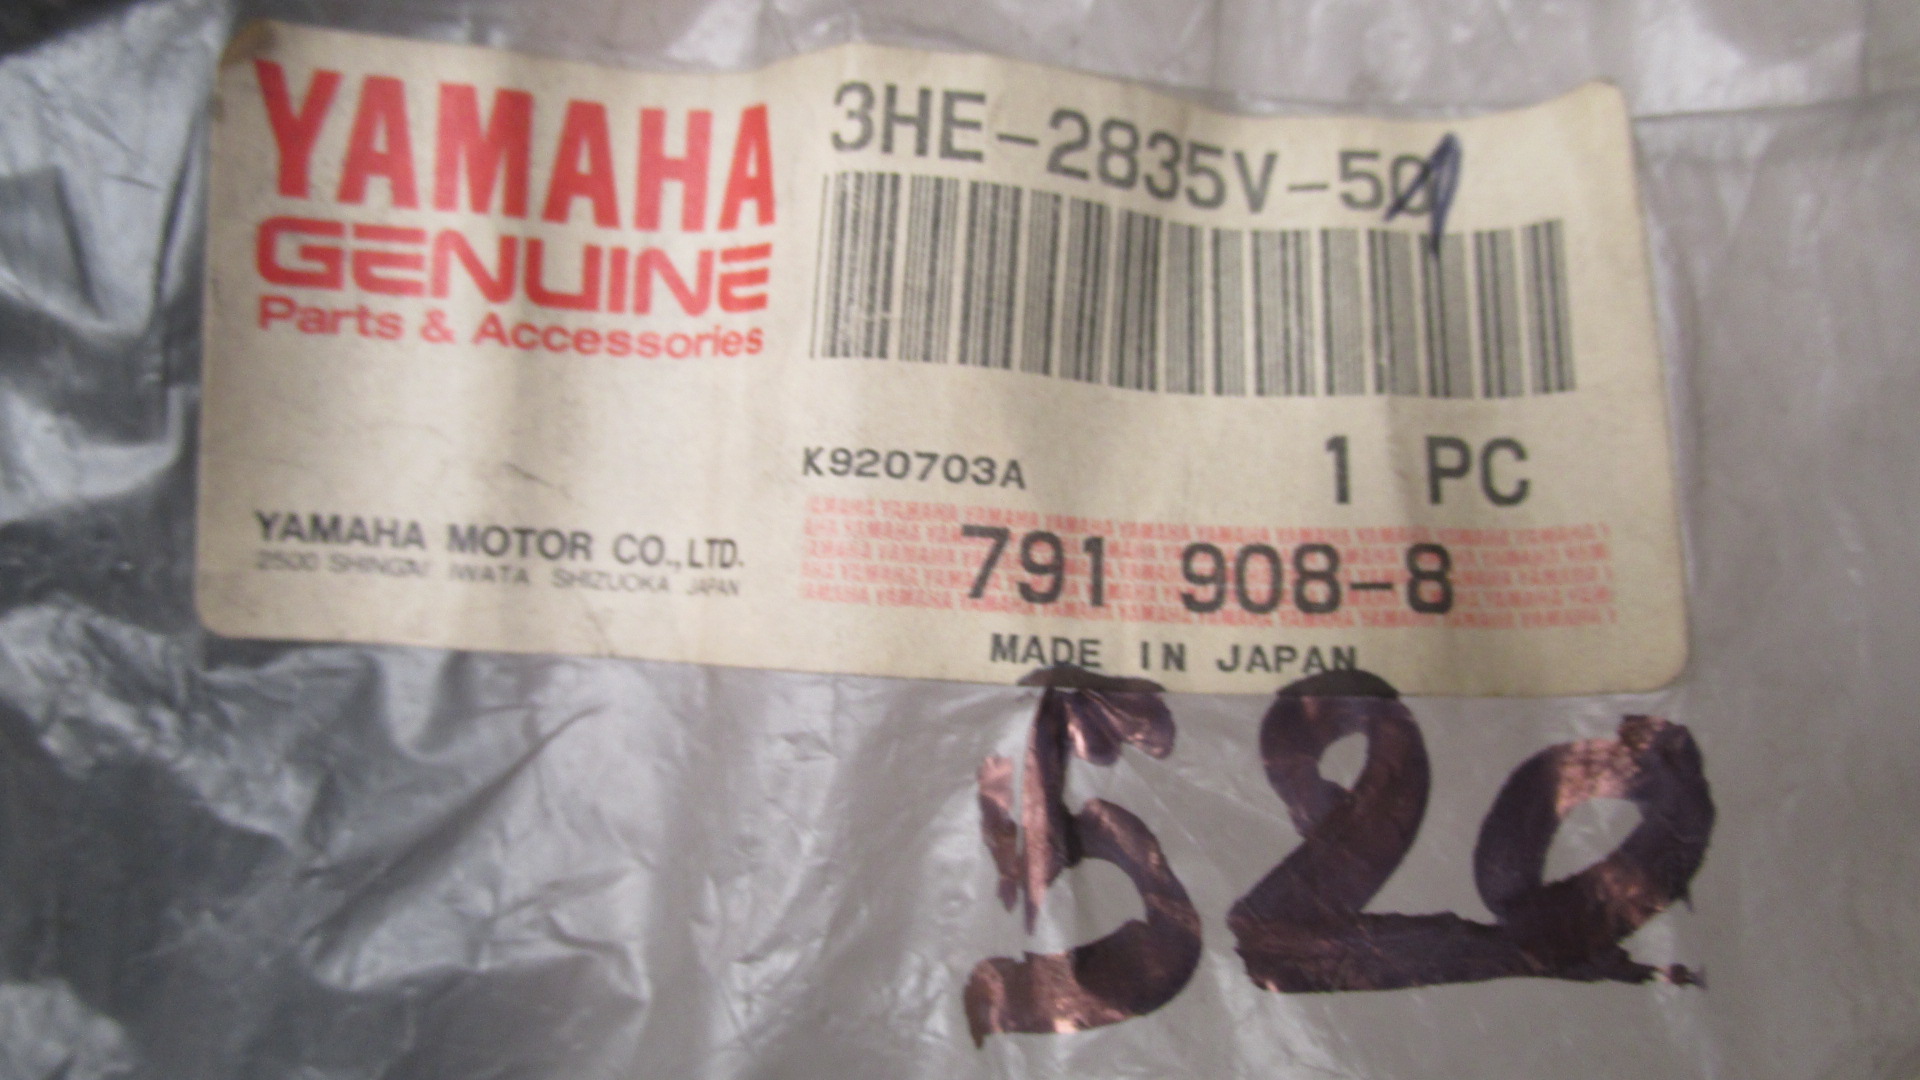 YAMAHA
GENUINE
Parts & Accessories
3HE-2835V-50
K920703A
1 PC
YAMAHA MOTOR CO., LTD.
2500 SHINGAI IWATA SHIZUOKA JAPAN
791 908-8
MADE IN JAPAN
520